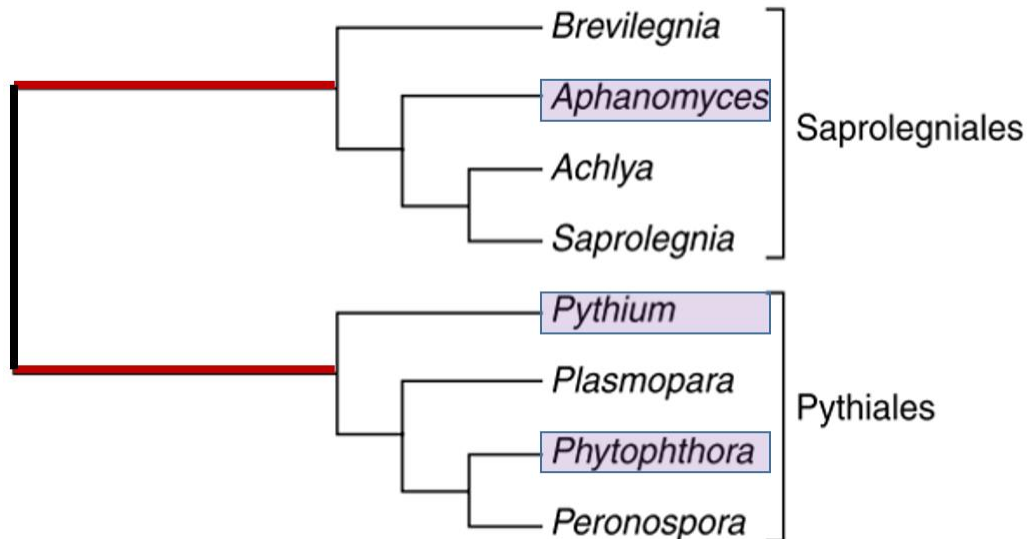 Brevilegnia
Aphanomyces
Saprolegniales
Achlya
Saprolegnia
Pythium
Plasmopara
Pythiales
Phytophthora
Peronospora